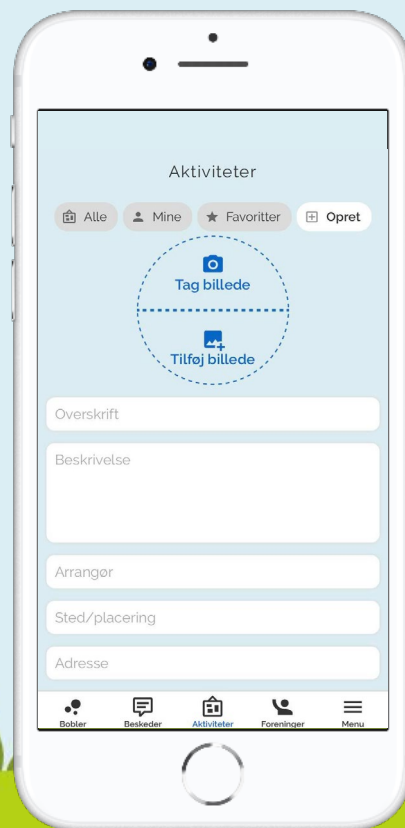 Aktiviteter
Alle Mine Favoritter Opret
Tag billede
Tilføj billede
Overskrift
Beskrivelse
Arrangør
Sted/placering
Adresse
Bobler Beskeder Aktiviteter Foreninger Menu